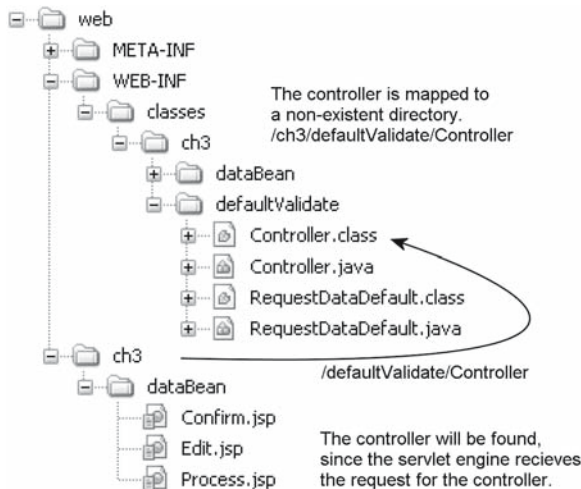 web
META-INF
WEB-INF
classes
The controller is mapped to
a non-existent directory.
/ch3/defaultValidate/Controller
ch3
dataBean
defaultValidate
Controller.class
Controller.java
RequestDataDefault.class
RequestDataDefault.java
ch3
/defaultValidate/Controller
dataBean
Confirm.jsp
Edit.jsp
Process.jsp
The controller will be found,
since the servlet engine recieves
the request for the controller.